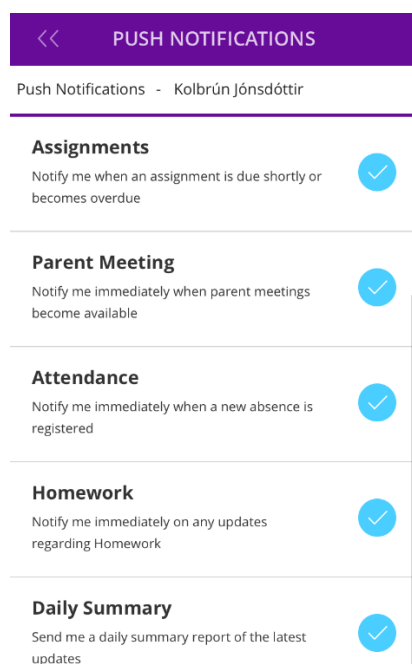 PUSH NOTIFICATIONS
Push Notifications - Kolbrún Jónsdóttir
Assignments
Notify me when an assignment is due shortly or
becomes overdue
Parent Meeting
Notify me immediately when parent meetings
become available
Attendance
Notify me immediately when a new absence is
registered
Homework
Notify me immediately on any updates
regarding Homework
Daily Summary
Send me a daily summary report of the latest
updates